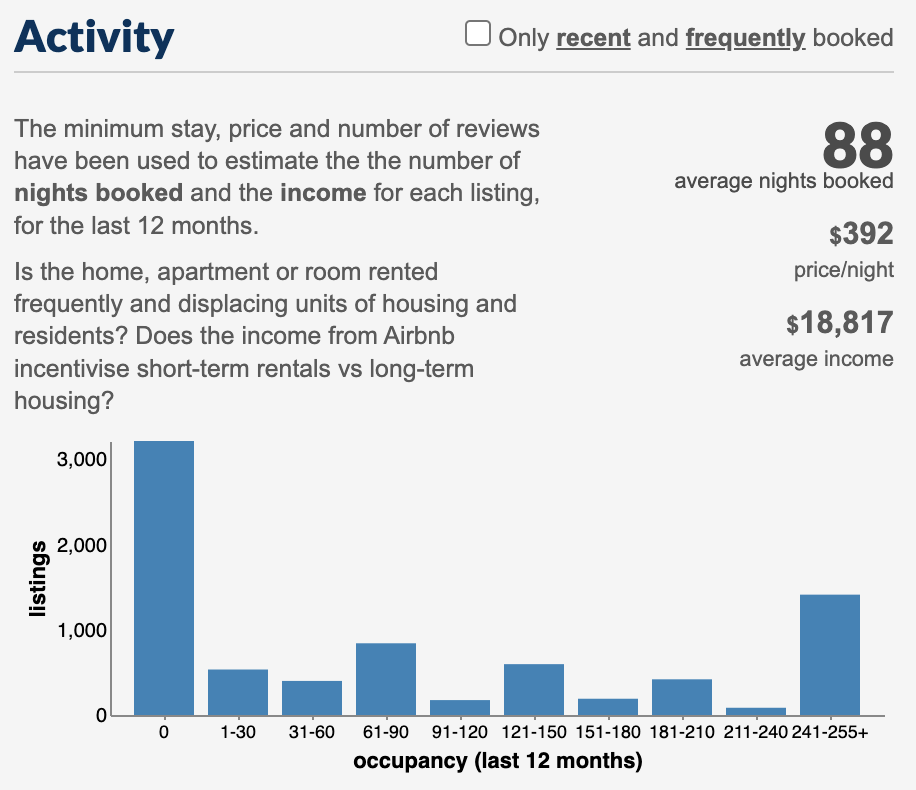 Activity
Only recent and frequently booked
The minimum stay, price and number of reviews
have been used to estimate the the number of
nights booked and the income for each listing,
for the last 12 months.
Is the home, apartment or room rented
frequently and displacing units of housing and
residents? Does the income from Airbnb
incentivise short-term rentals vs long-term
housing?
88
average nights booked
$392
price/night
$18,817
average income
3,000
2,000
1,000
0
listings
0 1-30 31-60 61-90 91-120 121-150 151-180 181-210 211-240 241-255+
occupancy (last 12 months)